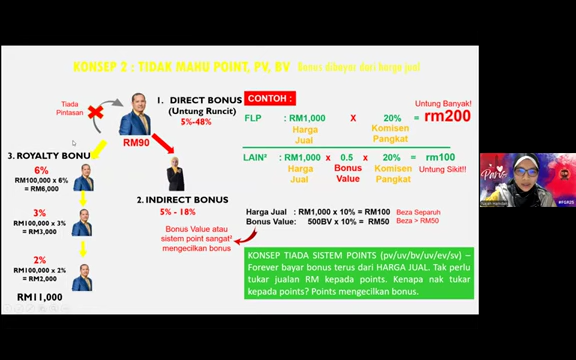 KONSEP 2 : TIDAK MAHU POINT, PV, BV Bonus dibayar dari harga jual
Tiada
Pintasan
RM90
1. DIRECT BONUS
(Untung Runcit)
5%-48%
3. ROYALTY BONUS
6%
RM100,000 x 6%
= RM6,000
3%
RM100,000 x 3%
= RM3,000
2%
RM100,000 x 2%
= RM2,000
RM11,000
2. INDIRECT BONUS
5% - 18%
Bonus Value atau
sistem point sangat²
mengecilkan bonus
CONTOH :
Untung Banyak!
FLP : RM1,000 X 20% = rm200
Harga
Jual
Komisen
Pangkat
LAIN² : RM1,000 x 0.5 x 20% = rm100
Harga
Jual
Bonus
Value
Komisen
Pangkat
Untung Sikit!!
Harga Jual : RM1,000 x 10% = RM100 Beza Separuh
Bonus Value: 500BV x 10% = RM50 Beza > RM50
KONSEP TIADA SISTEM POINTS (pv/uv/bv/uv/ev/sv) –
Forever bayar bonus terus dari HARGA JUAL. Tak perlu
tukar jualan RM kepada points. Kenapa nak tukar
kepada points? Points mengecilkan bonus.
Paris